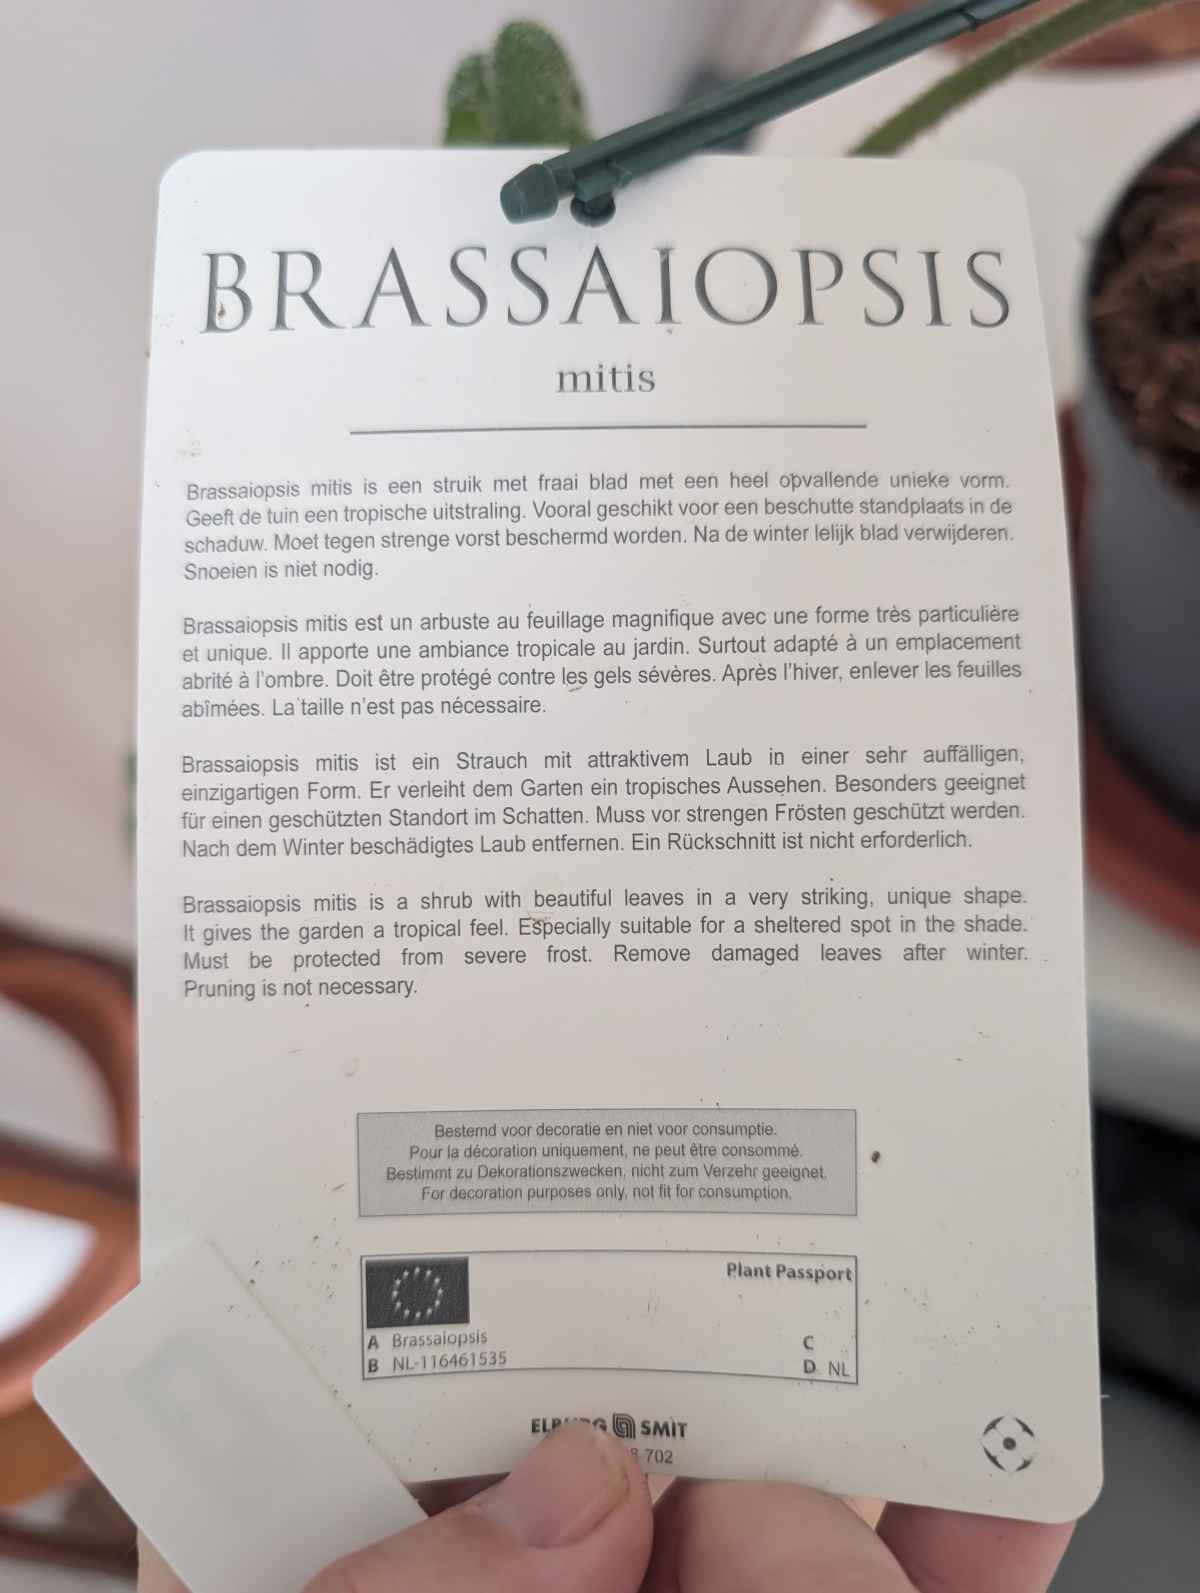 BRASSAIOPSIS
mitis
Brassaiopsis mitis is een struik met fraai blad met een heel opvallende unieke vorm.
Geeft de tuin een tropische uitstraling. Vooral geschikt voor een beschutte standplaats in de
schaduw. Moet tegen strenge vorst beschermd worden. Na de winter lelijk blad verwijderen.
Snoeien is niet nodig.
Brassaiopsis mitis est un arbuste au feuillage magnifique avec une forme très particulière
et unique. Il apporte une ambiance tropicale au jardin. Surtout adapté à un emplacement
abrité à l'ombre. Doit être protégé contre les gels sévères. Après l'hiver, enlever les feuilles
abîmées. La taille n'est pas nécessaire.
Brassaiopsis mitis ist ein Strauch mit attraktivem Laub in einer sehr auffälligen,
einzigartigen Form. Er verleiht dem Garten ein tropisches Aussehen. Besonders geeignet
für einen geschützten Standort im Schatten. Muss vor strengen Frösten geschützt werden.
Nach dem Winter beschädigtes Laub entfernen. Ein Rückschnitt ist nicht erforderlich.
Brassaiopsis mitis is a shrub with beautiful leaves in a very striking, unique shape.
It gives the garden a tropical feel. Especially suitable for a sheltered spot in the shade.
Must be protected from severe frost. Remove damaged leaves after winter.
Pruning is not necessary.
Bestemd voor decoratie en niet voor consumptie.
Pour la décoration uniquement, ne peut être consommé.
Bestimmt zu Dekorationszwecken, nicht zum Verzehr geeignet.
For decoration purposes only, not fit for consumption.
Plant Passport
A Brassaiopsis C
B NL-116461535 D NL
SMIT
702